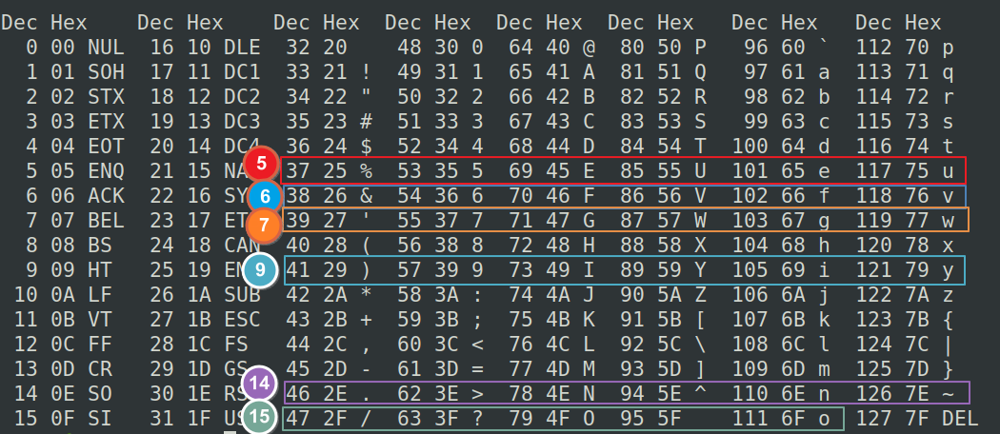 Dec Hex Dec Hex Dec Hex Dec Hex Dec Hex Dec Hex Dec Hex Dec Hex
0 00 NUL 16 10 DLE 32 20 48 30 0 64 40 @ 80 50 P 96 60 ` 112 70 p
1 01 SOH 17 11 DC1 33 21 ! 49 31 1 65 41 A 81 51 Q 97 61 a 113 71 q
2 02 STX 18 12 DC2 34 22 " 50 32 2 66 42 B 82 52 R 98 62 b 114 72 r
3 03 ETX 19 13 DC3 35 23 # 51 33 3 67 43 C 83 53 S 99 63 c 115 73 s
4 04 EOT 20 14 DC4 36 24 $ 52 34 4 68 44 D 84 54 T 100 64 d 116 74 t
5 05 ENQ 21 15 NA 5 37 25 % 53 35 5 69 45 E 85 55 U 101 65 e 117 75 u
6 06 ACK 22 16 SY 6 38 26 & 54 36 6 70 46 F 86 56 V 102 66 f 118 76 v
7 07 BEL 23 17 ET 7 39 27 ' 55 37 7 71 47 G 87 57 W 103 67 g 119 77 w
8 08 BS 24 18 CAN 40 28 ( 56 38 8 72 48 H 88 58 X 104 68 h 120 78 x
9 09 HT 25 19 EM 9 41 29 ) 57 39 9 73 49 I 89 59 Y 105 69 i 121 79 y
10 0A LF 26 1A SUB 42 2A * 58 3A : 74 4A J 90 5A Z 106 6A j 122 7A z
11 0B VT 27 1B ESC 43 2B + 59 3B ; 75 4B K 91 5B [ 107 6B k 123 7B {
12 0C FF 28 1C FS 44 2C , 60 3C < 76 4C L 92 5C \ 108 6C l 124 7C |
13 0D CR 29 1D GS 45 2D - 61 3D = 77 4D M 93 5D ] 109 6D m 125 7D }
14 0E SO 30 1E RS 14 46 2E . 62 3E > 78 4E N 94 5E ^ 110 6E n 126 7E ~
15 0F SI 31 1F US 15 47 2F / 63 3F ? 79 4F O 95 5F 111 6F o 127 7F DEL